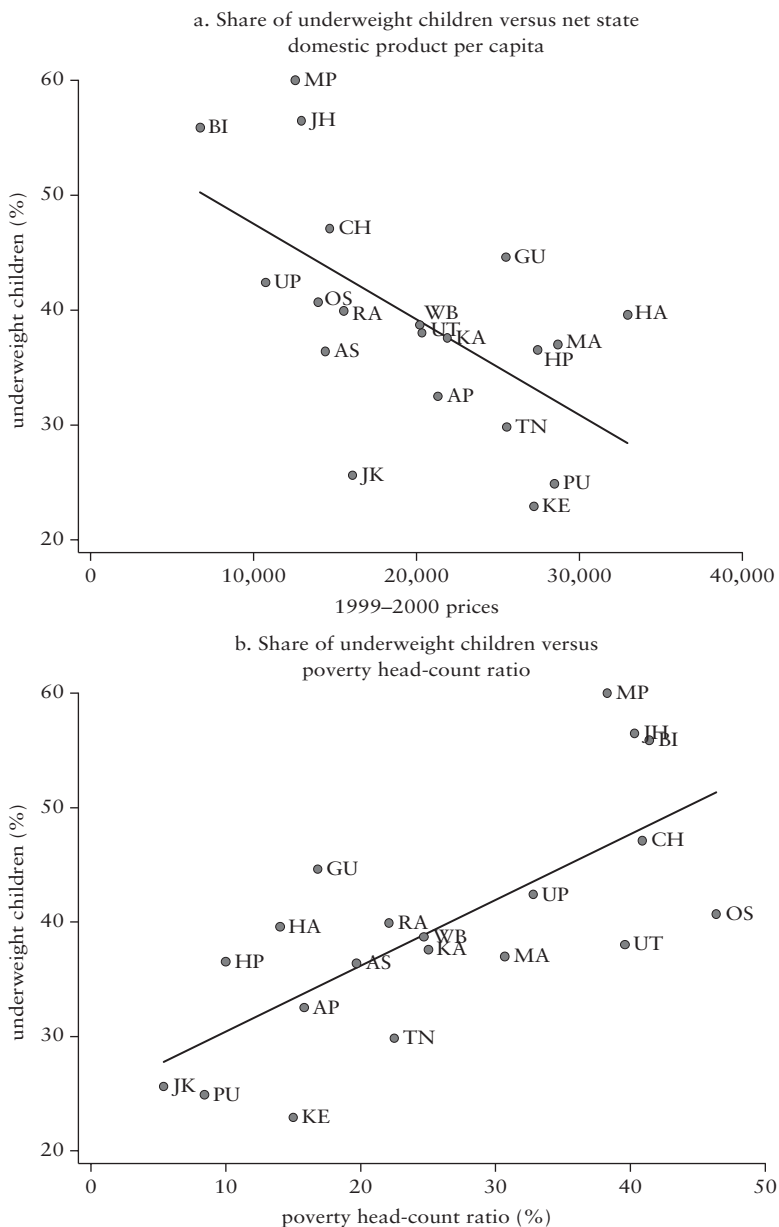 a. Share of underweight children versus net state
domestic product per capita
underweight children (%)
60
50
40
30
20
MP
JH
BI
CH
GU
UP
OS
RA
WB
UT
KA
HA
MA
HP
AS
AP
TN
JK
PU
KE
0
10,000
20,000
30,000
40,000
1999–2000 prices
b. Share of underweight children versus
poverty head-count ratio
underweight children (%)
60
50
40
30
20
MP
JH
BI
CH
GU
UP
OS
HA
RA
WB
KA
UT
HP
AS
MA
AP
TN
JK
PU
KE
0
10
20
30
40
50
poverty head-count ratio (%)